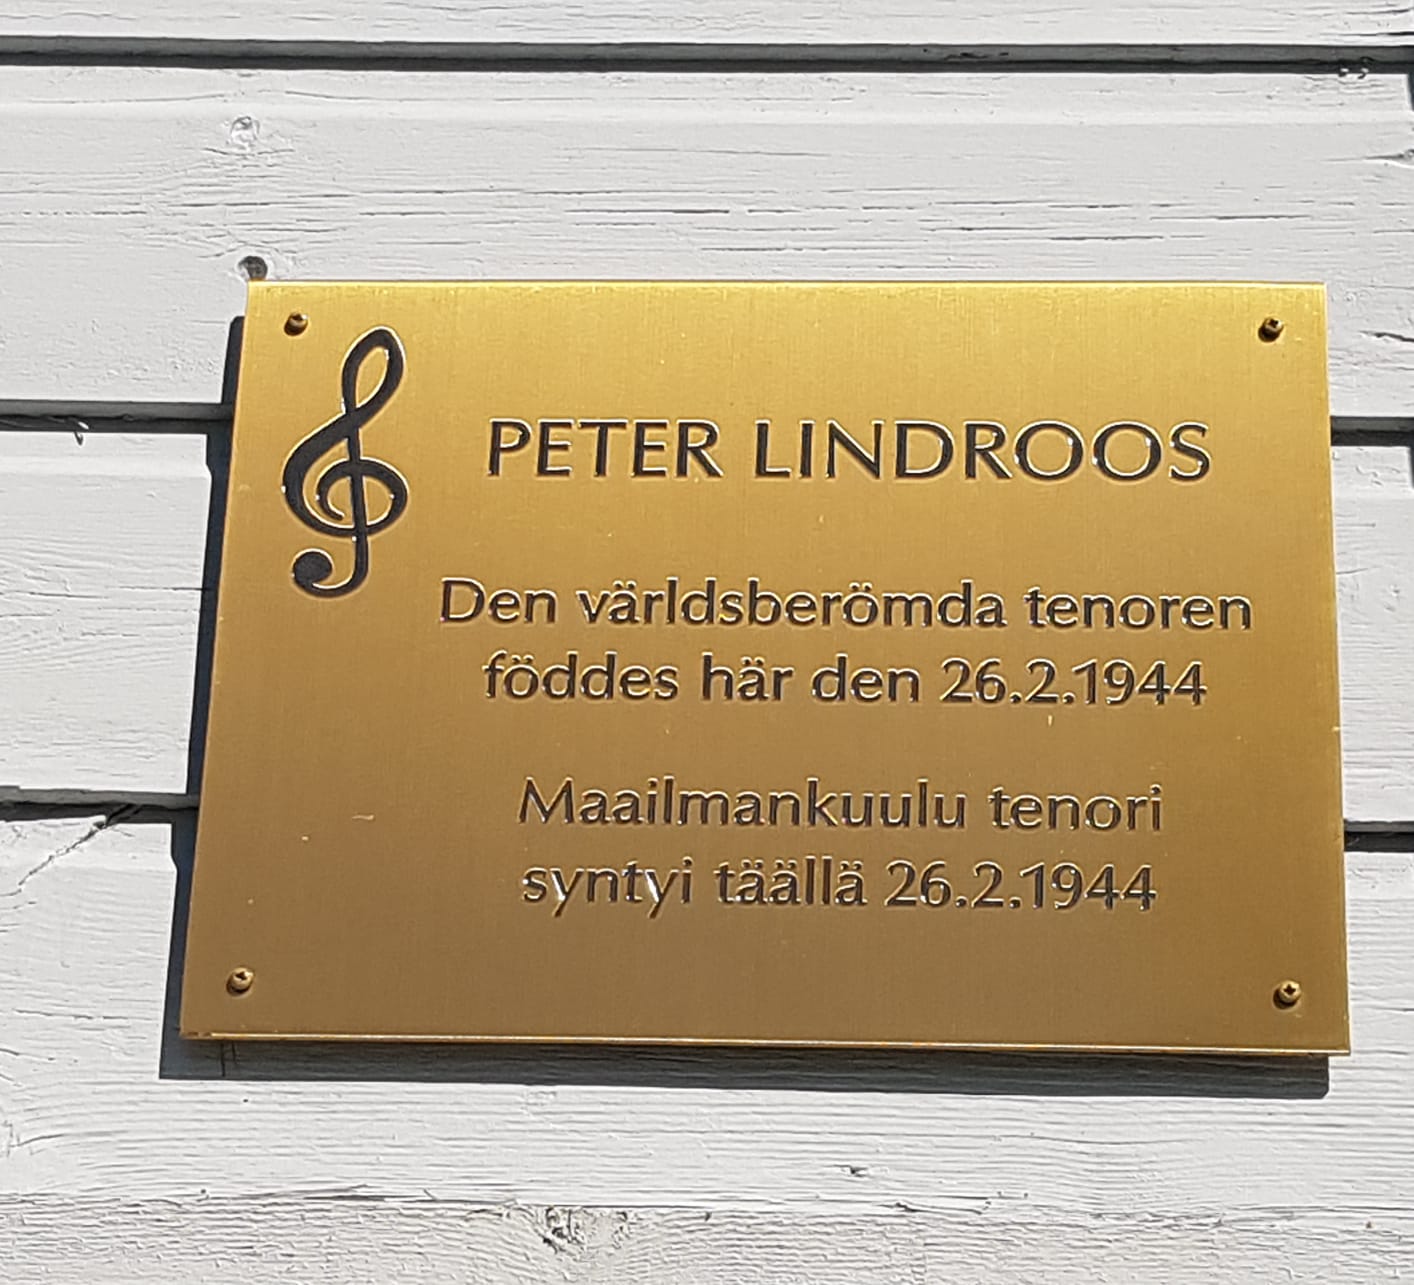 PETER LINDROOS
Den världsberömda tenoren
föddes här den 26.2.1944
Maailmankuulu tenori
syntyi täällä 26.2.1944